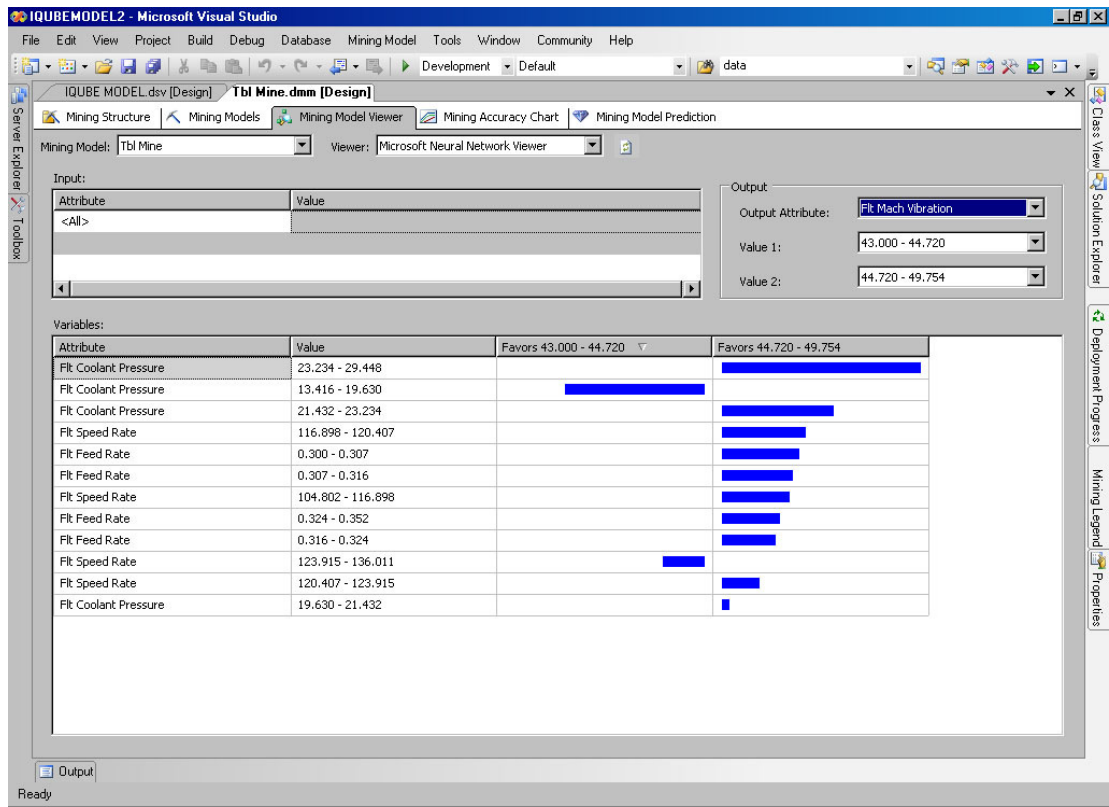 IQUBEMODEL2 - Microsoft Visual Studio
File Edit View Project Build Debug Database Mining Model Tools Window Community Help
Development Default data
IQUBE MODEL.dsv [Design] Tbl Mine.dmm [Design]
Mining Structure Mining Models Mining Model Viewer Mining Accuracy Chart Mining Model Prediction
Mining Model: Tbl Mine Viewer: Microsoft Neural Network Viewer
Input:
Attribute Value
<All>
Output
Output Attribute: Flt Mach Vibration
Value 1: 43.000 - 44.720
Value 2: 44.720 - 49.754
Variables:
Attribute Value Favors 43.000 - 44.720 Favors 44.720 - 49.754
Flt Coolant Pressure 23.234 - 29.448
Flt Coolant Pressure 13.416 - 19.630
Flt Coolant Pressure 21.432 - 23.234
Flt Speed Rate 116.898 - 120.407
Flt Feed Rate 0.300 - 0.307
Flt Feed Rate 0.307 - 0.316
Flt Speed Rate 104.802 - 116.898
Flt Feed Rate 0.324 - 0.352
Flt Feed Rate 0.316 - 0.324
Flt Speed Rate 123.915 - 136.011
Flt Speed Rate 120.407 - 123.915
Flt Coolant Pressure 19.630 - 21.432
Server Explorer
Toolbox
Class View
Solution Explorer
Deployment Progress
Mining Legend
Properties
Output
Ready